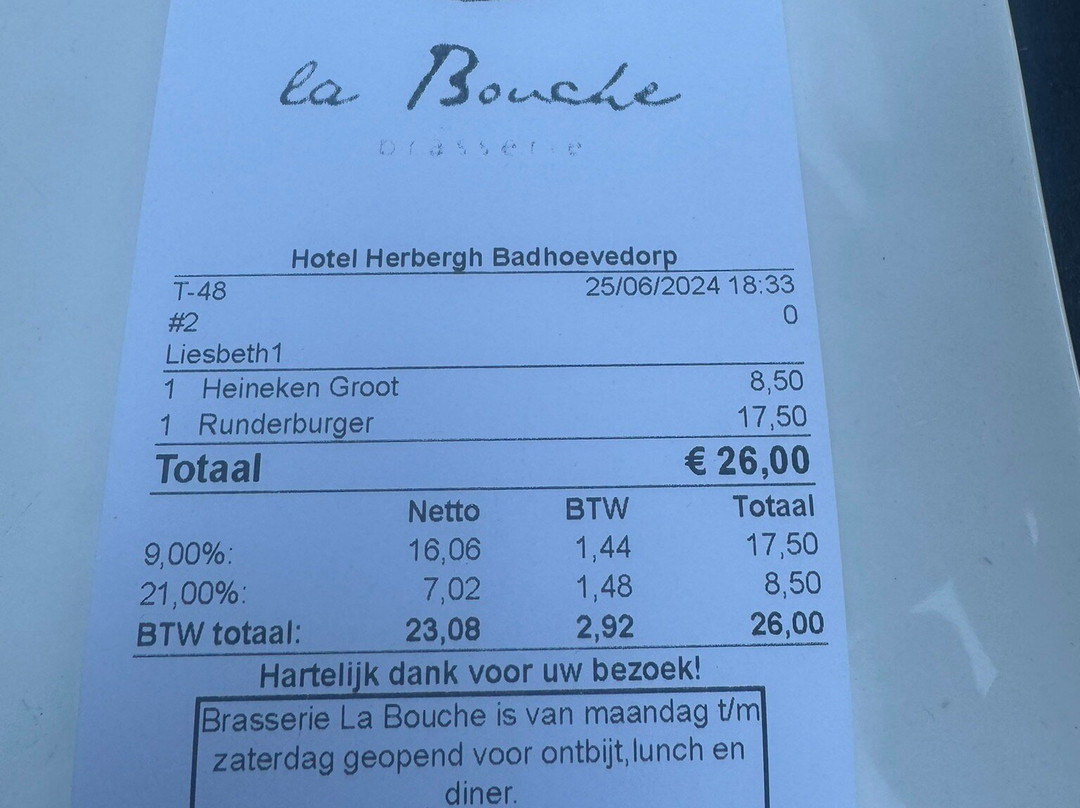 la Bouche
brasserie
Hotel Herbergh Badhoevedorp
T-48 25/06/2024 18:33
#2 0
Liesbeth1
1 Heineken Groot 8,50
1 Runderburger 17,50
Totaal € 26,00
Netto BTW Totaal
9,00%: 16,06 1,44 17,50
21,00%: 7,02 1,48 8,50
BTW totaal: 23,08 2,92 26,00
Hartelijk dank voor uw bezoek!
Brasserie La Bouche is van maandag t/m
zaterdag geopend voor ontbijt,lunch en
diner.